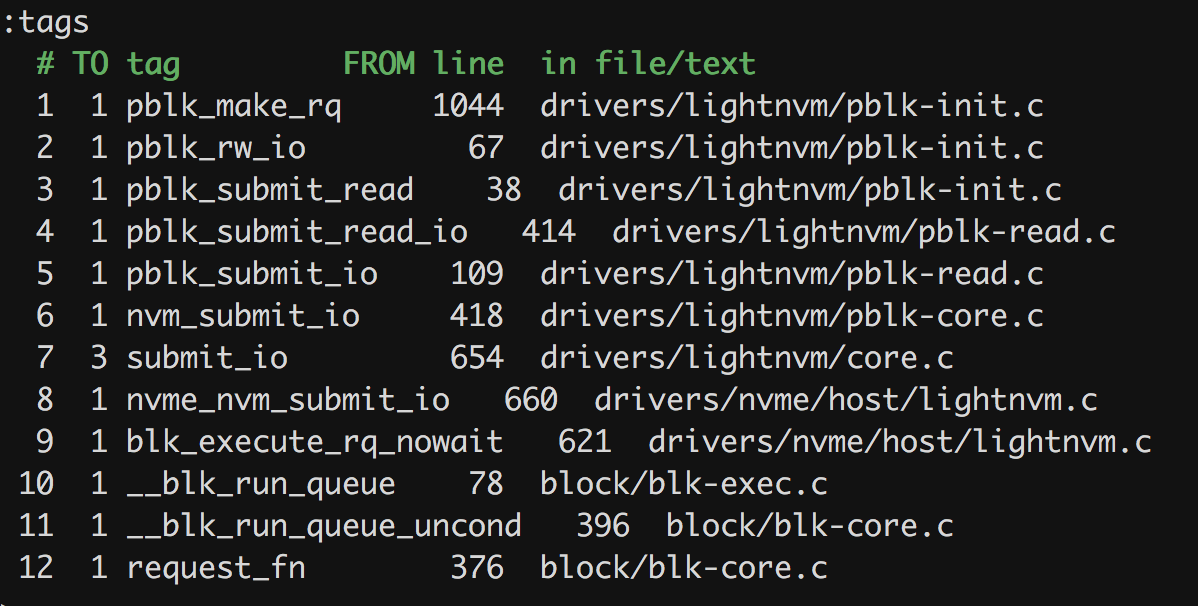 :tags
  # TO tag         FROM line  in file/text
  1  1 pblk_make_rq     1044  drivers/lightnvm/pblk-init.c
  2  1 pblk_rw_io         67  drivers/lightnvm/pblk-init.c
  3  1 pblk_submit_read    38  drivers/lightnvm/pblk-init.c
  4  1 pblk_submit_read_io   414  drivers/lightnvm/pblk-read.c
  5  1 pblk_submit_io    109  drivers/lightnvm/pblk-read.c
  6  1 nvm_submit_io     418  drivers/lightnvm/pblk-core.c
  7  3 submit_io         654  drivers/lightnvm/core.c
  8  1 nvme_nvm_submit_io   660  drivers/nvme/host/lightnvm.c
  9  1 blk_execute_rq_nowait   621  drivers/nvme/host/lightnvm.c
 10  1 __blk_run_queue    78  block/blk-exec.c
 11  1 __blk_run_queue_uncond   396  block/blk-core.c
 12  1 request_fn        376  block/blk-core.c